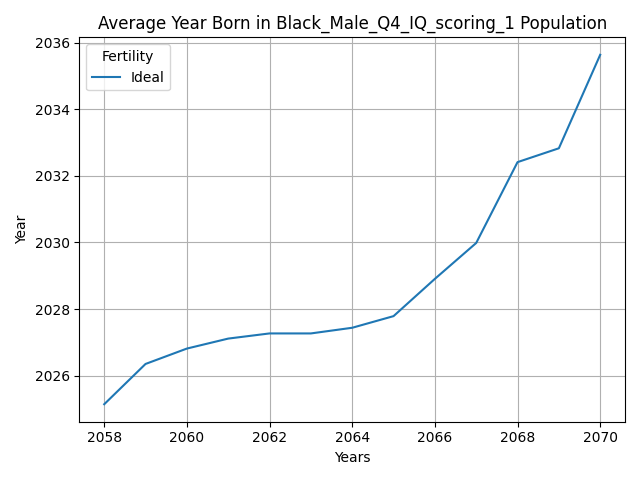 Average Year Born in Black_Male_Q4_IQ_scoring_1 Population
2036
2034
2032
2030
2028
2026
Year
Fertility
Ideal
2058 2060 2062 2064 2066 2068 2070
Years